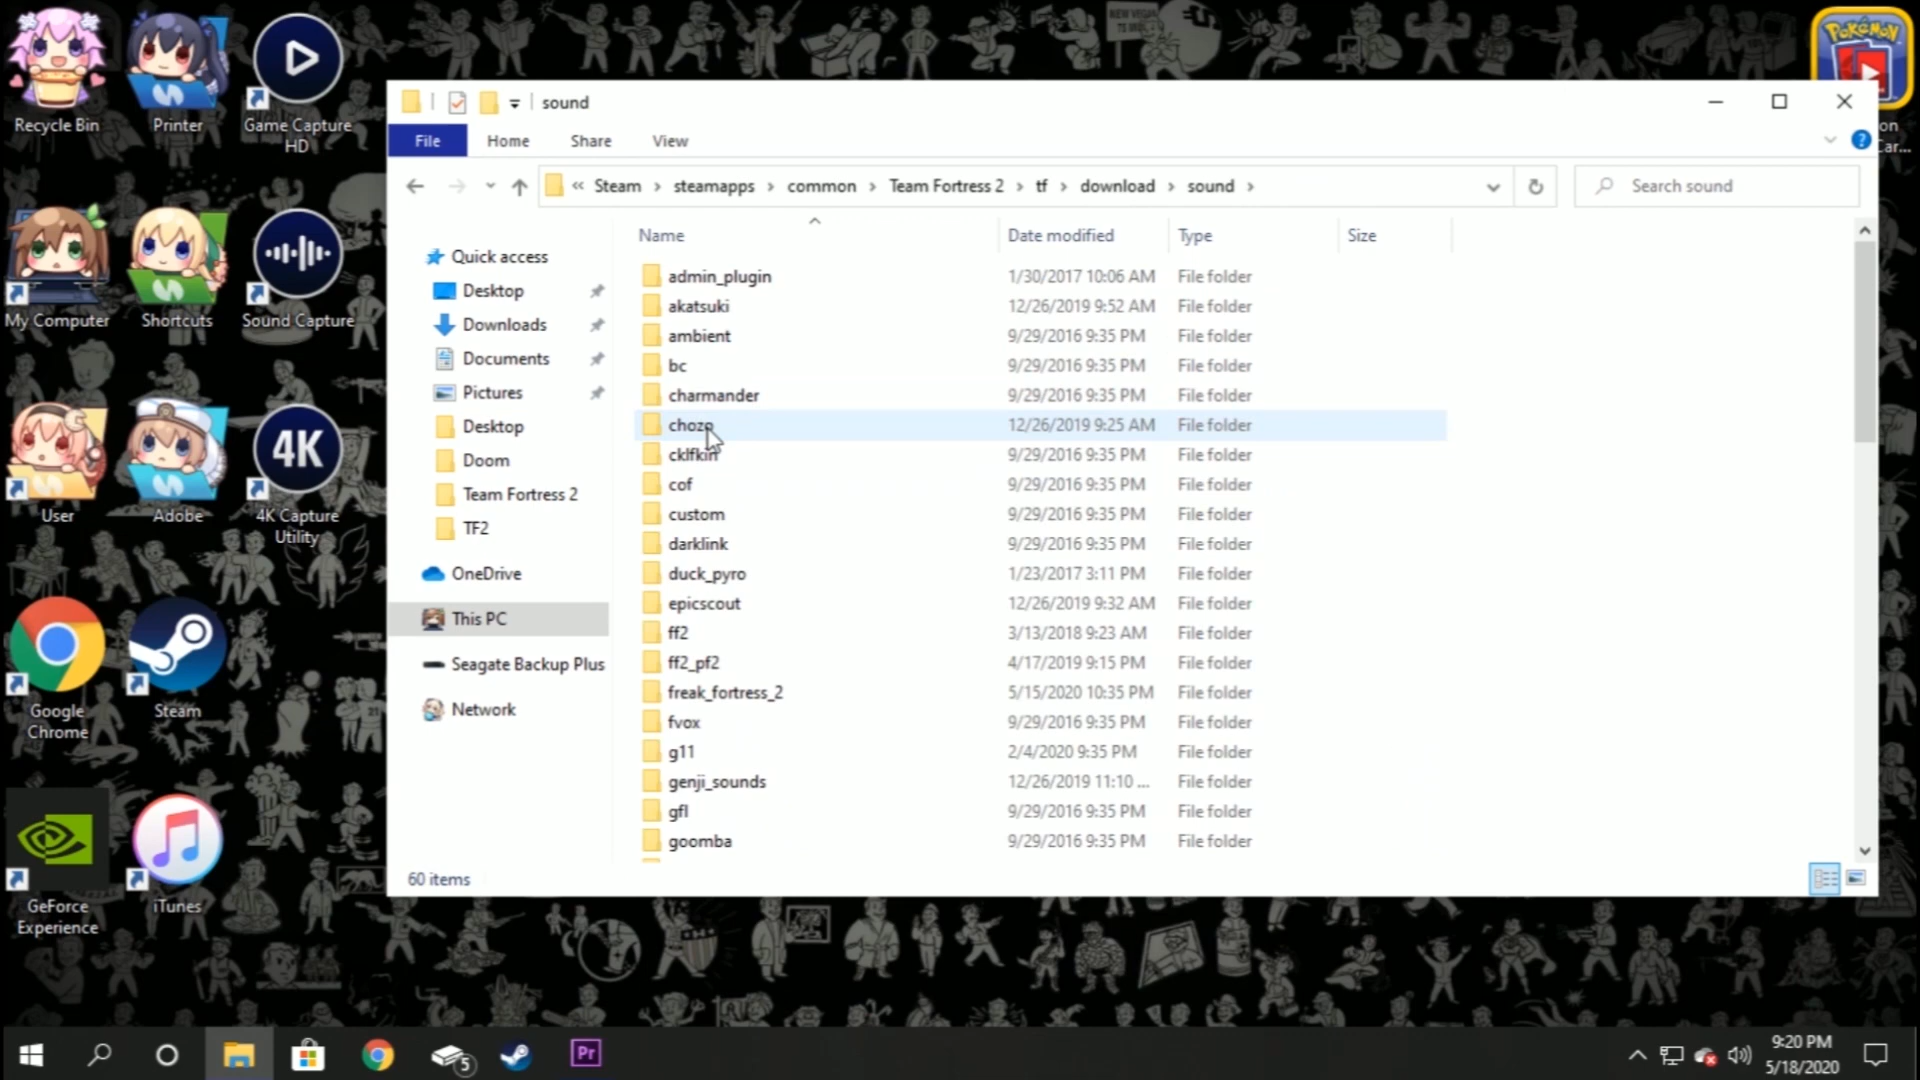 Recycle Bin
Printer
Game Capture
HD
My Computer
Shortcuts
Sound Capture
User
Adobe
4K
4K Capture
Utility
Google
Chrome
Steam
GeForce
Experience
iTunes
NEW VEGAS
POKéMON
on
Car...
sound
File
Home
Share
View
?
« Steam › steamapps › common › Team Fortress 2 › tf › download › sound ›
Search sound
Quick access
Desktop
Downloads
Documents
Pictures
Desktop
Doom
Team Fortress 2
TF2
OneDrive
This PC
Seagate Backup Plus
Network
Name Date modified Type Size
admin_plugin 1/30/2017 10:06 AM File folder
akatsuki 12/26/2019 9:52 AM File folder
ambient 9/29/2016 9:35 PM File folder
bc 9/29/2016 9:35 PM File folder
charmander 9/29/2016 9:35 PM File folder
chozo 12/26/2019 9:25 AM File folder
cklfkin 9/29/2016 9:35 PM File folder
cof 9/29/2016 9:35 PM File folder
custom 9/29/2016 9:35 PM File folder
darklink 9/29/2016 9:35 PM File folder
duck_pyro 1/23/2017 3:11 PM File folder
epicscout 12/26/2019 9:32 AM File folder
ff2 3/13/2018 9:23 AM File folder
ff2_pf2 4/17/2019 9:15 PM File folder
freak_fortress_2 5/15/2020 10:35 PM File folder
fvox 9/29/2016 9:35 PM File folder
g11 2/4/2020 9:35 PM File folder
genji_sounds 12/26/2019 11:10 ... File folder
gfl 9/29/2016 9:35 PM File folder
goomba 9/29/2016 9:35 PM File folder
60 items
5
Pr
9:20 PM
5/18/2020